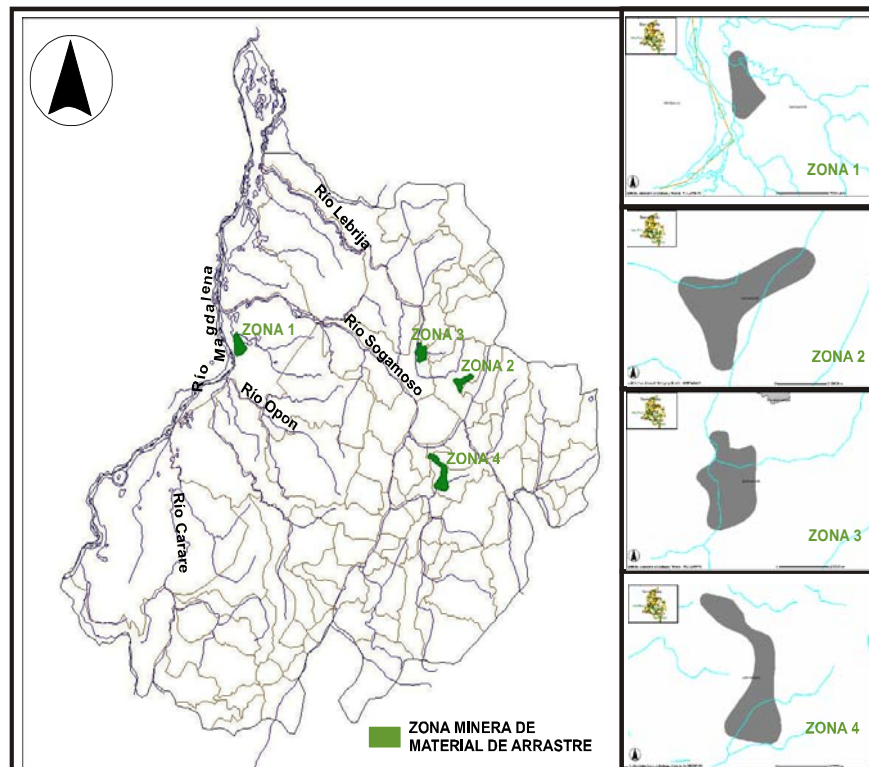 Río Lebrija
Río Magdalena
ZONA 1
ZONA 3
Río Sogamoso
ZONA 2
Río Opon
ZONA 4
Río Carare
ZONA MINERA DE
MATERIAL DE ARRASTRE
ZONA 1
ZONA 2
ZONA 3
ZONA 4